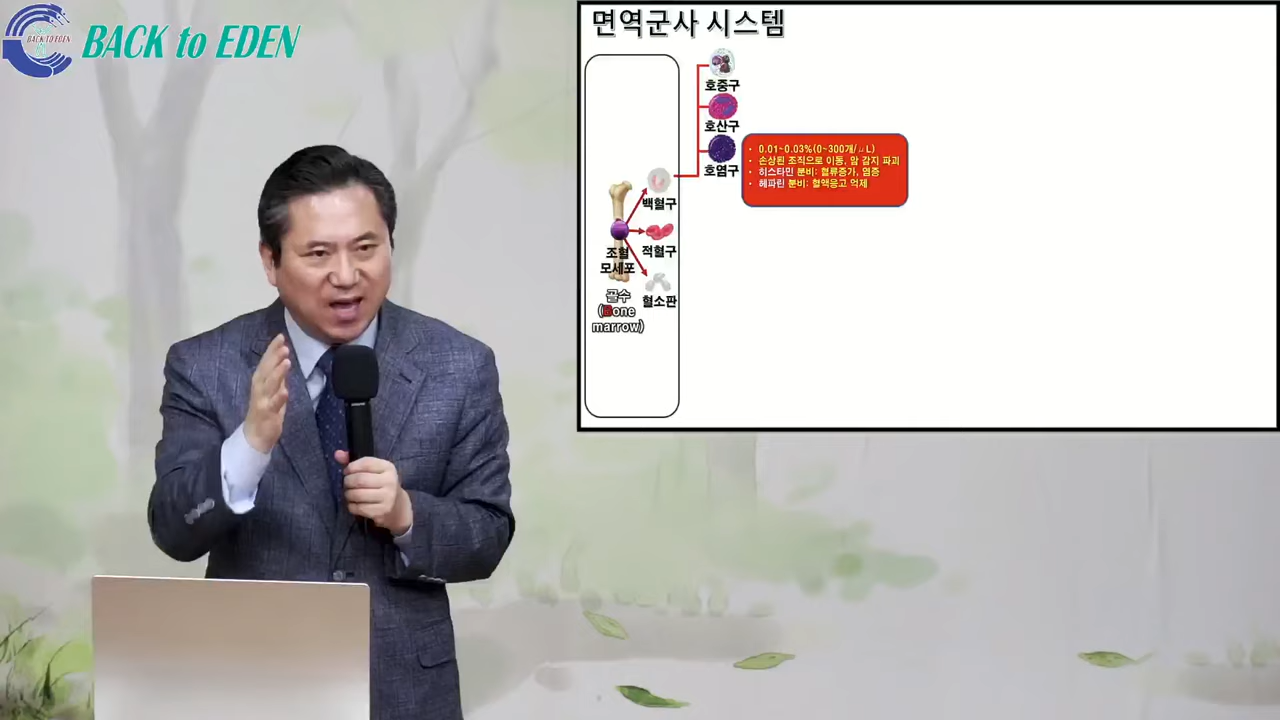 BACK TO EDEN
BACK to EDEN
면역군사 시스템
호중구
호산구
호염구
• 0.01~0.03%(0~300개/μL)
• 손상된 조직으로 이동, 암 감지 파괴
• 히스타민 분비: 혈류증가, 염증
• 헤파린 분비: 혈액응고 억제
백혈구
적혈구
혈소판
조혈
모세포
골수
(Bone
marrow)